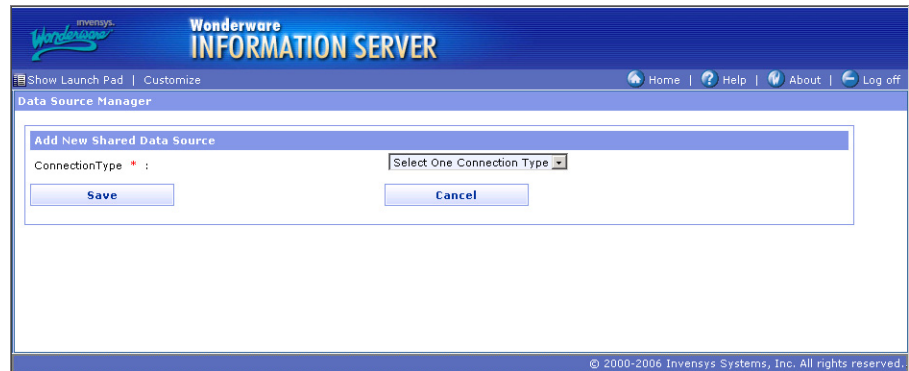 invensys.
Wonderware
Wonderware
INFORMATION SERVER
Show Launch Pad | Customize
Home | Help | About | Log off
Data Source Manager
Add New Shared Data Source
ConnectionType * : Select One Connection Type
Save Cancel
© 2000-2006 Invensys Systems, Inc. All rights reserved.